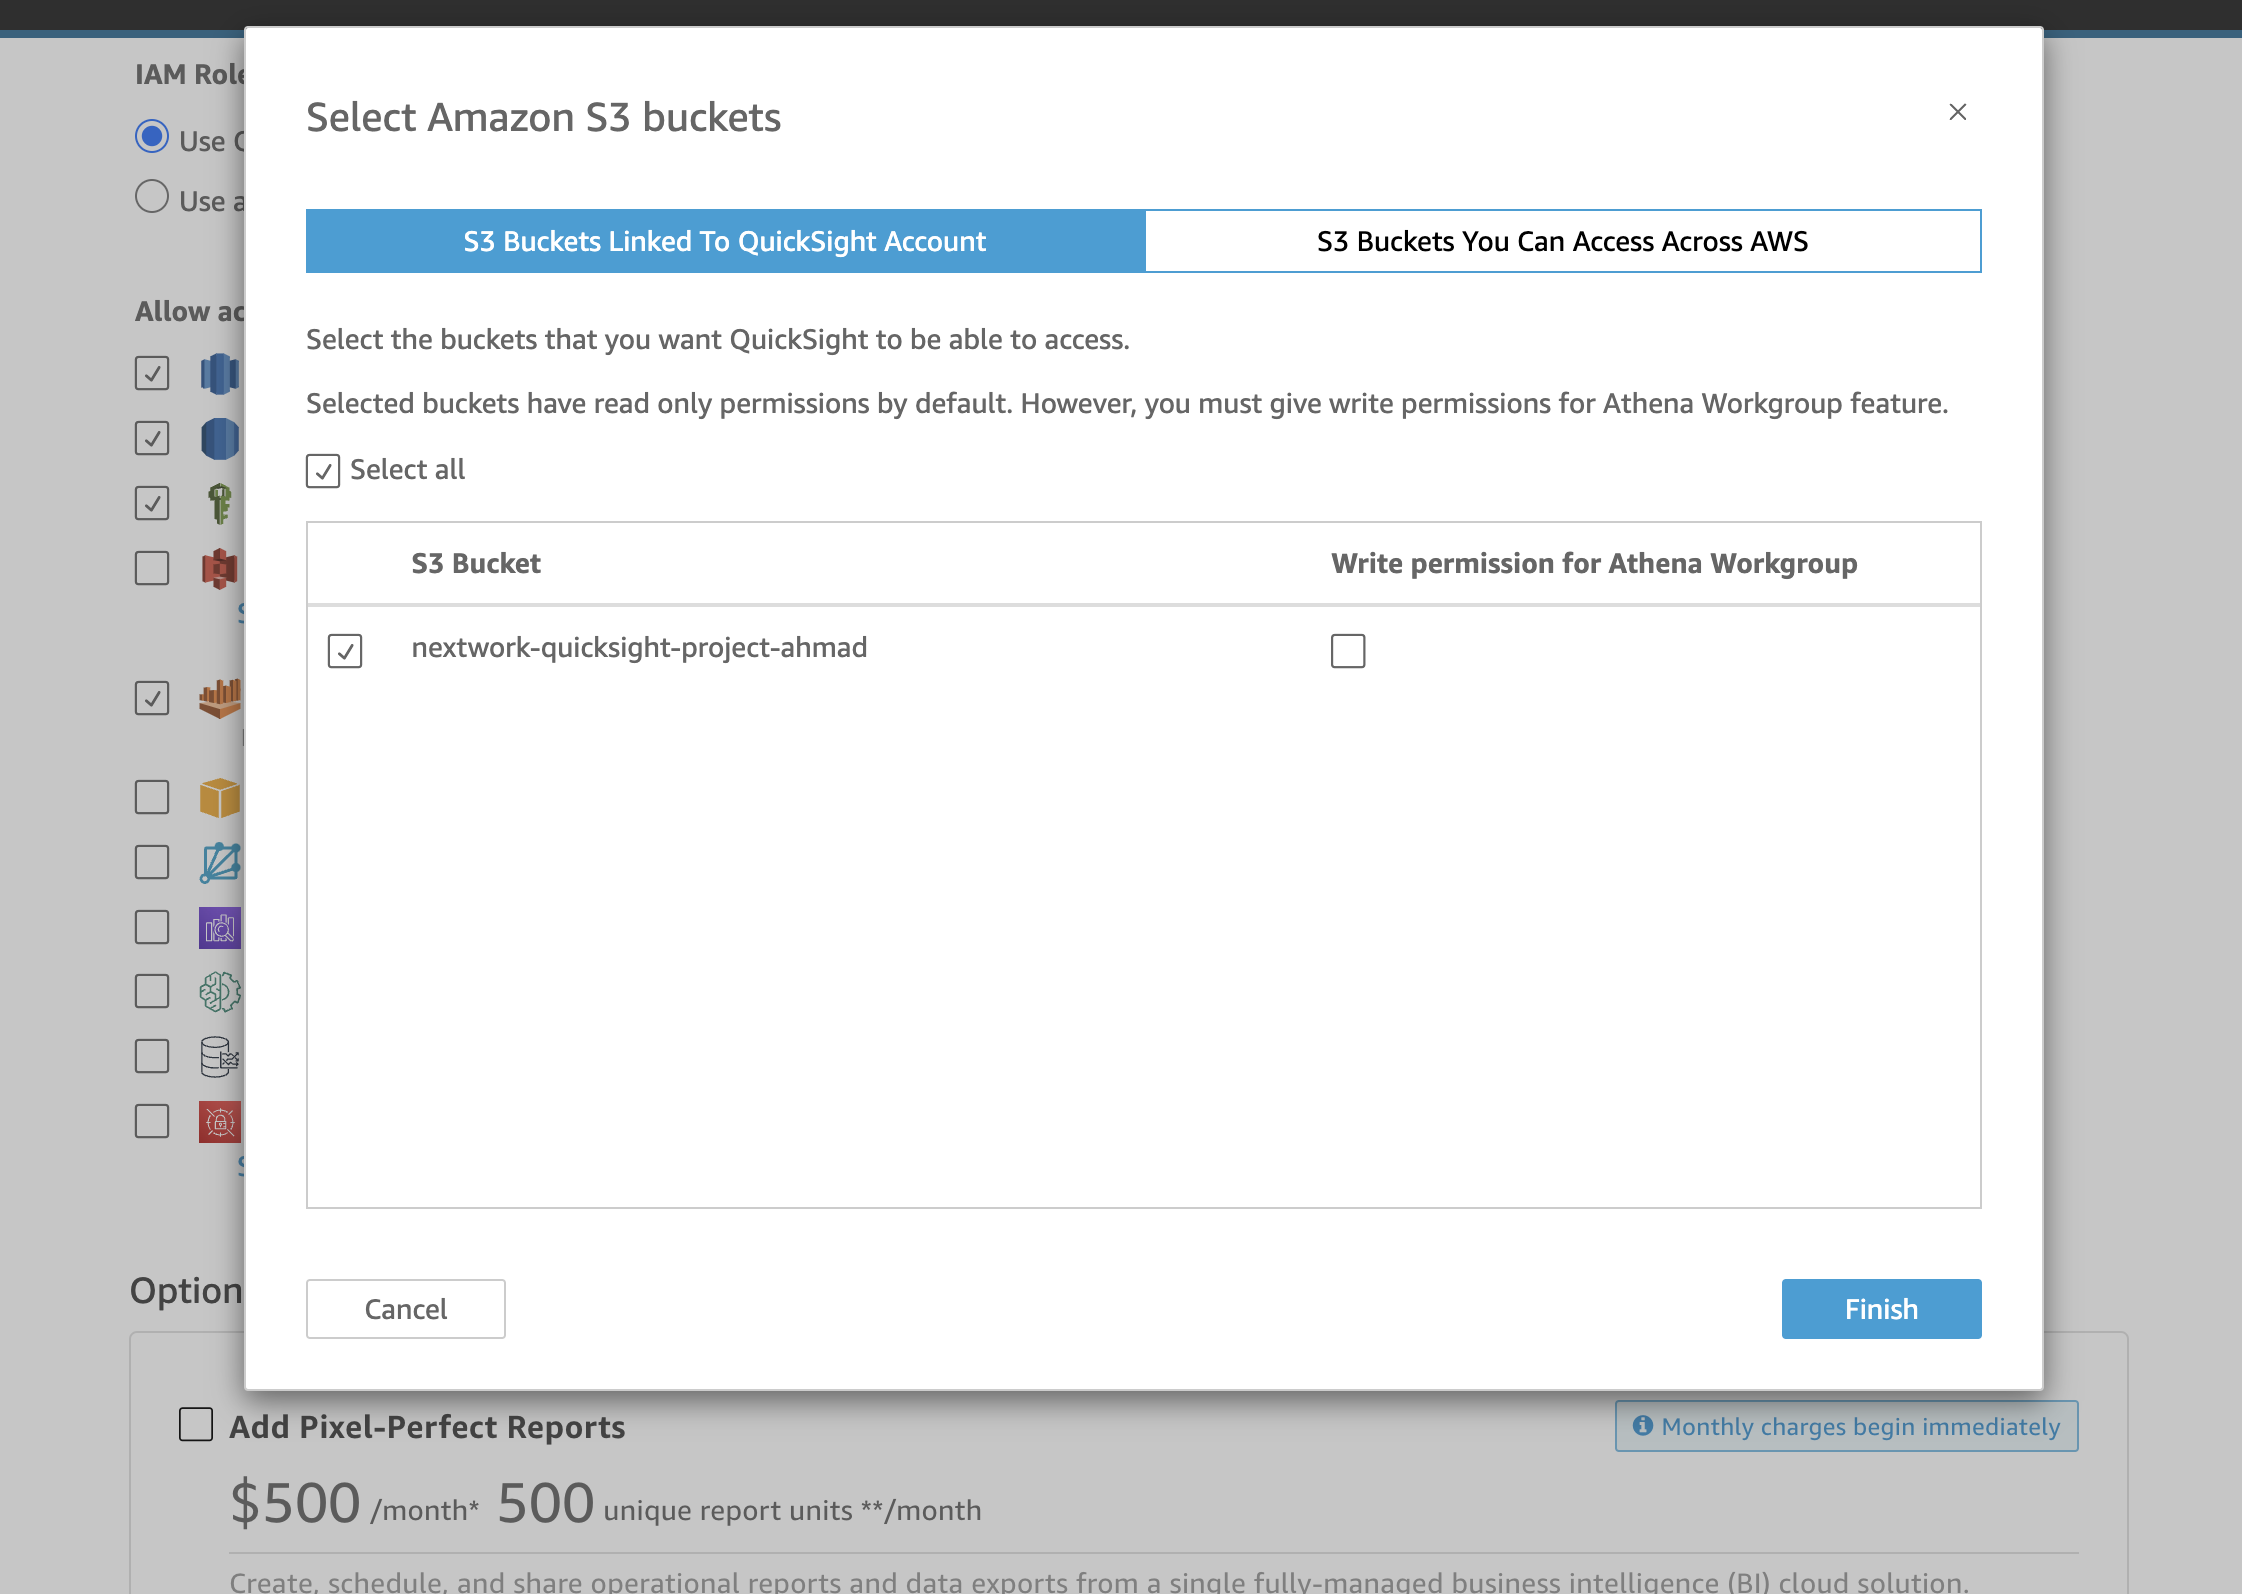 IAM Role
Use
Use a
Allow ac
Select Amazon S3 buckets
S3 Buckets Linked To QuickSight Account
S3 Buckets You Can Access Across AWS
Select the buckets that you want QuickSight to be able to access.
Selected buckets have read only permissions by default. However, you must give write permissions for Athena Workgroup feature.
Select all
S3 Bucket
Write permission for Athena Workgroup
nextwork-quicksight-project-ahmad
Cancel
Finish
Option
Add Pixel-Perfect Reports
Monthly charges begin immediately
$500 /month* 500 unique report units **/month
Create, schedule, and share operational reports and data exports from a single fully-managed business intelligence (BI) cloud solution.